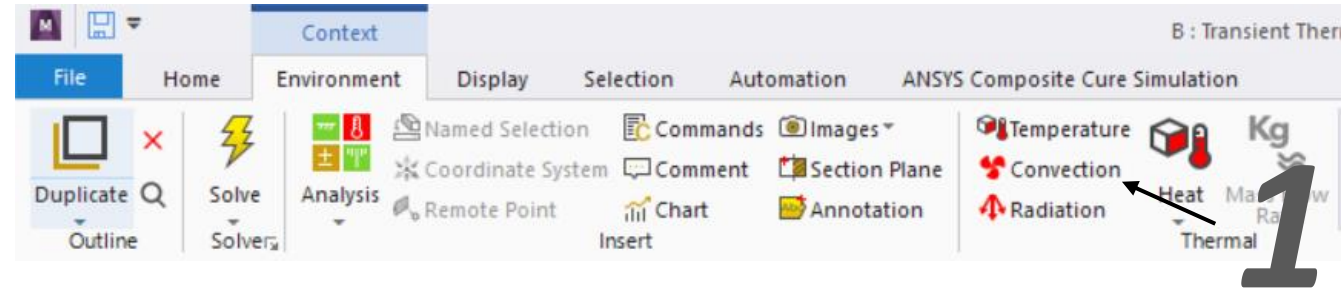 M
Context
B : Transient Ther
File Home Environment Display Selection Automation ANSYS Composite Cure Simulation
Named Selection Commands Images Temperature Kg
Coordinate System Comment Section Plane Convection
Duplicate Solve Analysis Heat
Remote Point Chart Annotation Radiation
Outline Solver Insert Thermal
1